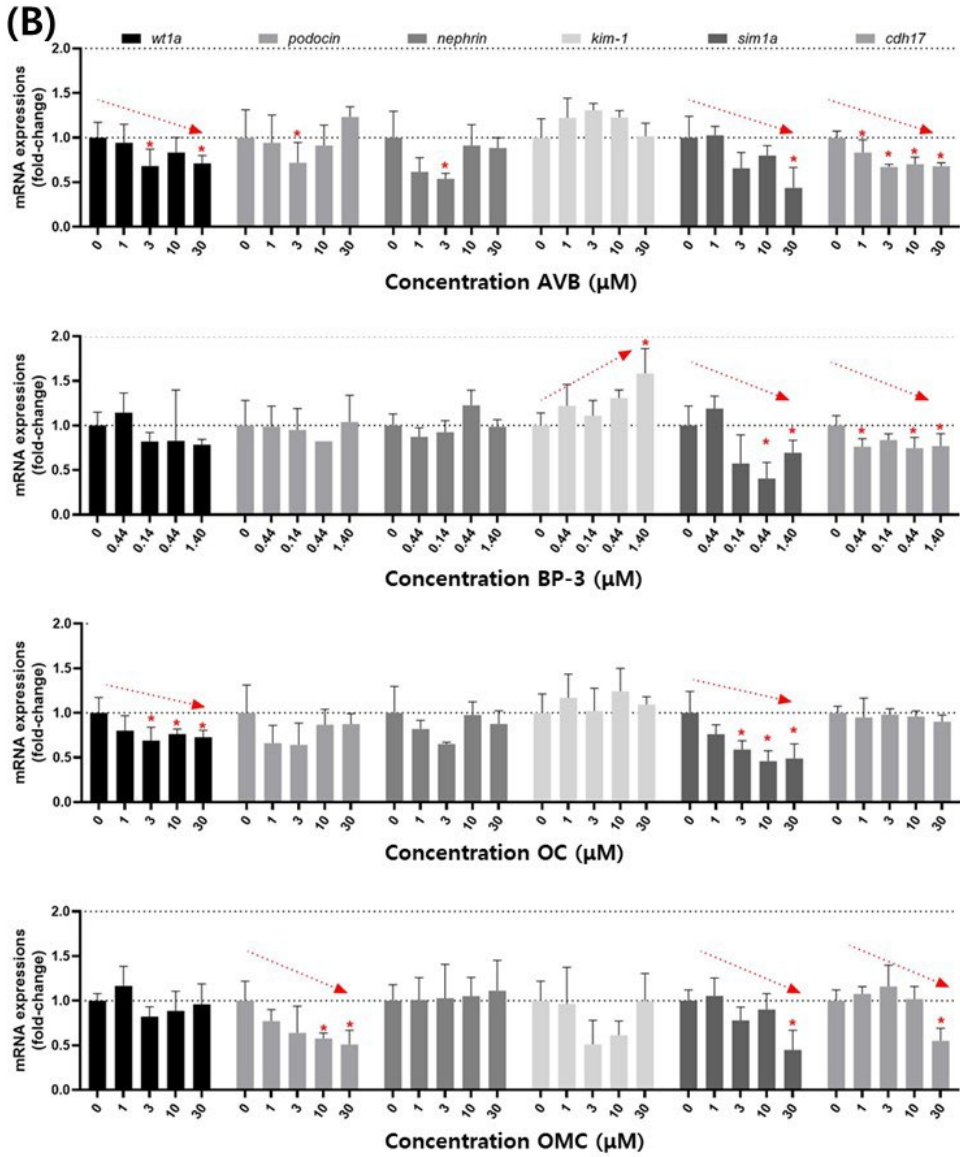 (B)
wt1a podocin nephrin kim-1 sim1a cdh17
mRNA expressions
(fold-change)
2.0
1.5
1.0
0.5
0.0
* * * * * * * * *
0 1 3 10 30 0 1 3 10 30 0 1 3 10 30 0 1 3 10 30 0 1 3 10 30 0 1 3 10 30
Concentration AVB (μM)
mRNA expressions
(fold-change)
2.0
1.5
1.0
0.5
0.0
* * * * * *
0 0.44 0.14 0.44 1.40 0 0.44 0.14 0.44 1.40 0 0.44 0.14 0.44 1.40 0 0.44 0.14 0.44 1.40 0 0.44 0.14 0.44 1.40 0 0.44 0.14 0.44 1.40
Concentration BP-3 (μM)
mRNA expressions
(fold-change)
2.0
1.5
1.0
0.5
0.0
* * * * * *
0 1 3 10 30 0 1 3 10 30 0 1 3 10 30 0 1 3 10 30 0 1 3 10 30 0 1 3 10 30
Concentration OC (μM)
mRNA expressions
(fold-change)
2.0
1.5
1.0
0.5
0.0
* * * *
0 1 3 10 30 0 1 3 10 30 0 1 3 10 30 0 1 3 10 30 0 1 3 10 30 0 1 3 10 30
Concentration OMC (μM)